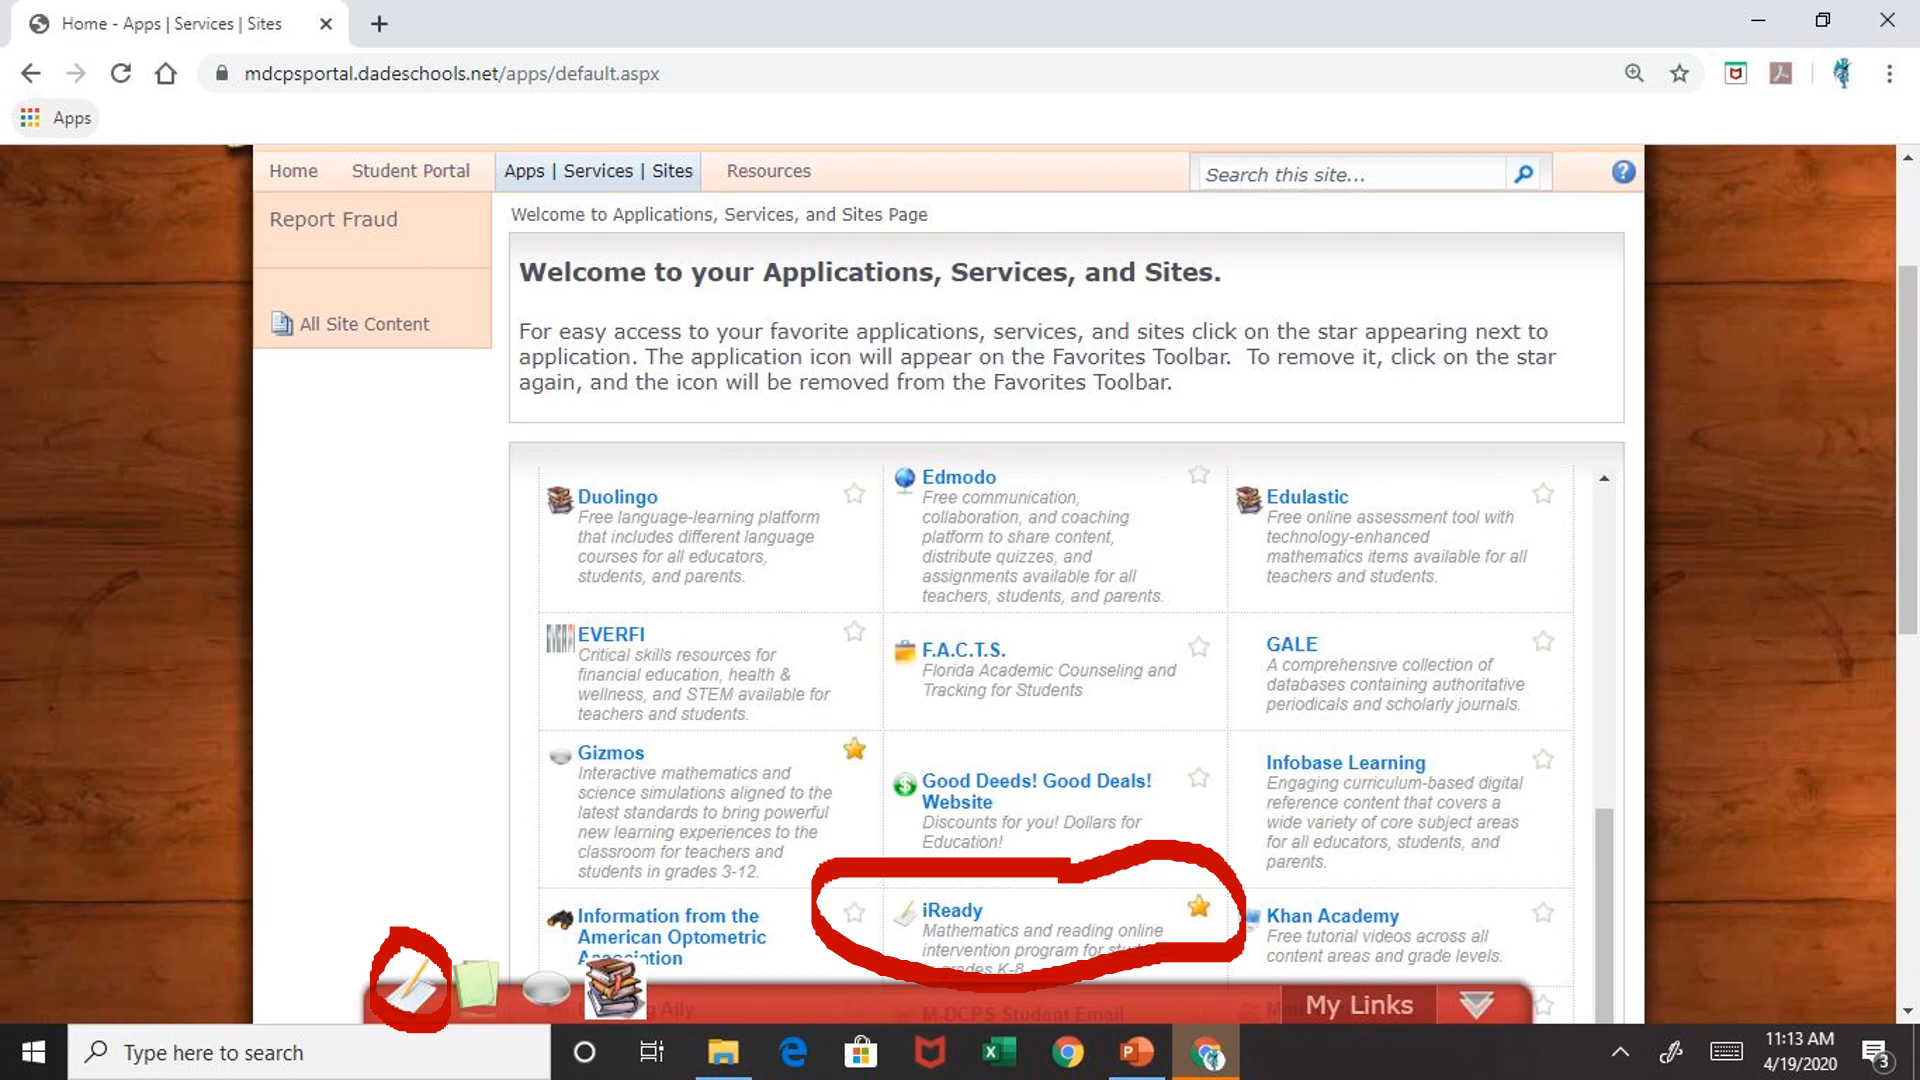 Home - Apps | Services | Sites
mdcpsportal.dadeschools.net/apps/default.aspx
Apps
Home Student Portal Apps | Services | Sites Resources Search this site...
Report Fraud
All Site Content
Welcome to Applications, Services, and Sites Page
Welcome to your Applications, Services, and Sites.
For easy access to your favorite applications, services, and sites click on the star appearing next to
application. The application icon will appear on the Favorites Toolbar. To remove it, click on the star
again, and the icon will be removed from the Favorites Toolbar.
Duolingo
Free language-learning platform
that includes different language
courses for all educators,
students, and parents.
Edmodo
Free communication,
collaboration, and coaching
platform to share content,
distribute quizzes, and
assignments available for all
teachers, students, and parents.
Edulastic
Free online assessment tool with
technology-enhanced
mathematics items available for all
teachers and students.
EVERFI
Critical skills resources for
financial education, health &
wellness, and STEM available for
teachers and students.
F.A.C.T.S.
Florida Academic Counseling and
Tracking for Students
GALE
A comprehensive collection of
databases containing authoritative
periodicals and scholarly journals.
Gizmos
Interactive mathematics and
science simulations aligned to the
latest standards to bring powerful
new learning experiences to the
classroom for teachers and
students in grades 3-12.
Good Deeds! Good Deals!
Website
Discounts for you! Dollars for
Education!
Infobase Learning
Engaging curriculum-based digital
reference content that covers a
wide variety of core subject areas
for all educators, students, and
parents.
Information from the
American Optometric
Association
iReady
Mathematics and reading online
intervention program for
grades K-8
Khan Academy
Free tutorial videos across all
content areas and grade levels.
Ally
M-DCPS Student Email
My Links
Type here to search
11:13 AM
4/19/2020
3